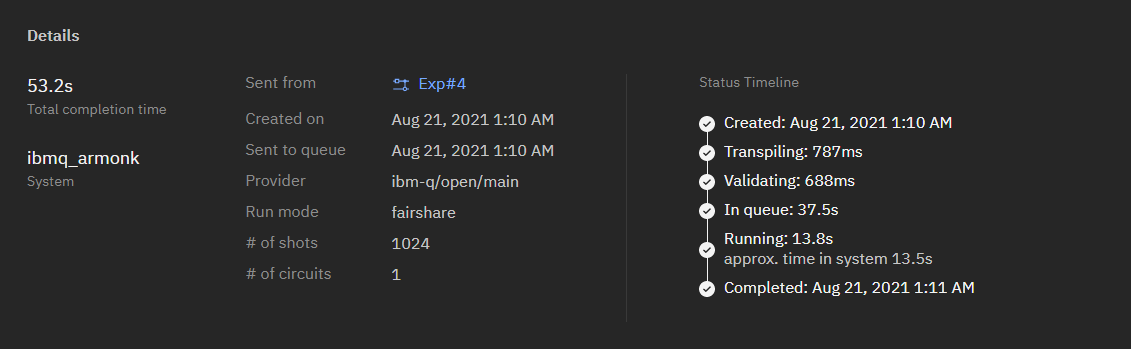 Details
53.2s
Total completion time
ibmq_armonk
System
Sent from Exp#4
Created on Aug 21, 2021 1:10 AM
Sent to queue Aug 21, 2021 1:10 AM
Provider ibm-q/open/main
Run mode fairshare
# of shots 1024
# of circuits 1
Status Timeline
Created: Aug 21, 2021 1:10 AM
Transpiling: 787ms
Validating: 688ms
In queue: 37.5s
Running: 13.8s
approx. time in system 13.5s
Completed: Aug 21, 2021 1:11 AM